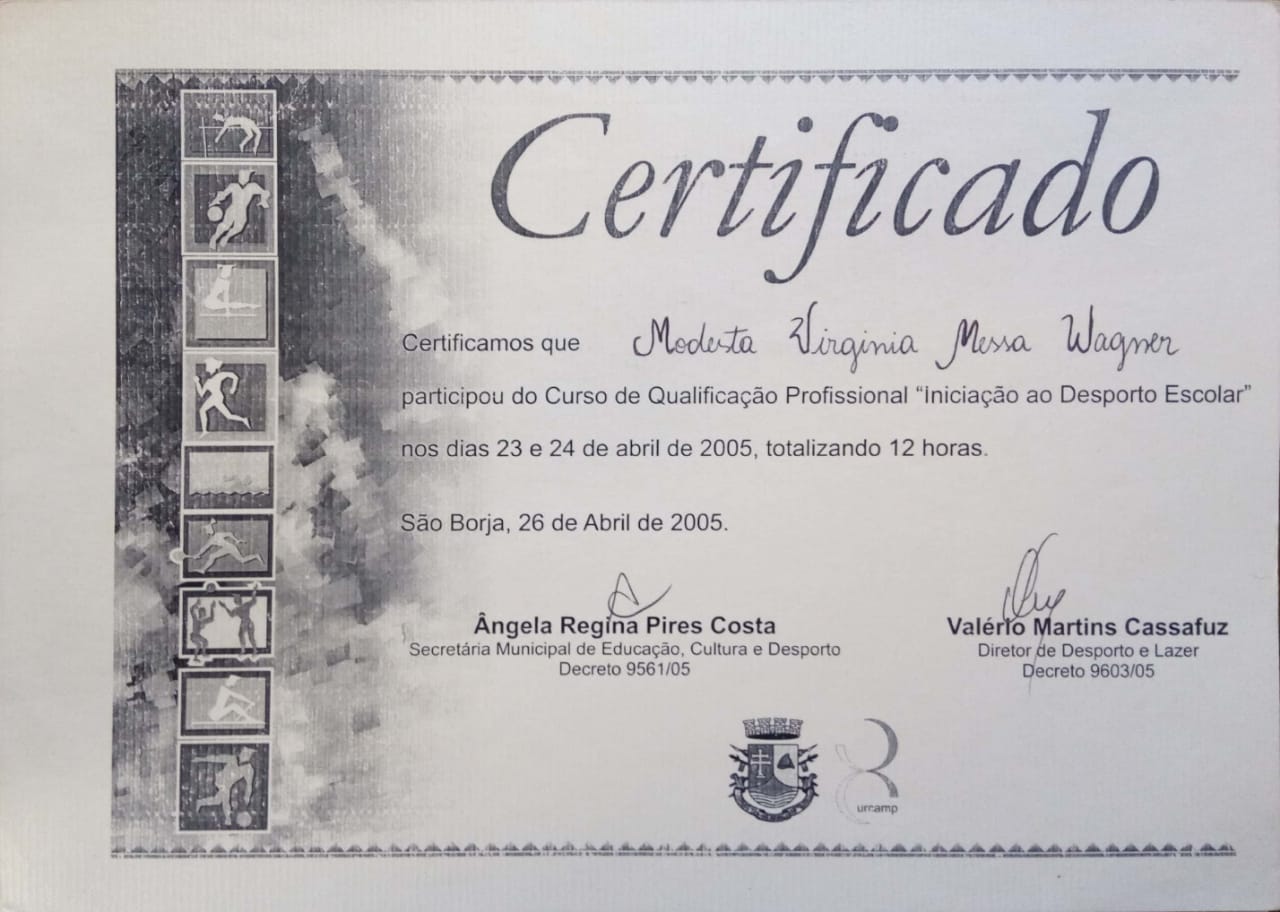 Certificado
Certificamos que Modesta Virginia Messa Wagner
participou do Curso de Qualificação Profissional “Iniciação ao Desporto Escolar”
nos dias 23 e 24 de abril de 2005, totalizando 12 horas.
São Borja, 26 de Abril de 2005.
Ângela Regina Pires Costa
Secretária Municipal de Educação, Cultura e Desporto
Decreto 9561/05
Valério Martins Cassafuz
Diretor de Desporto e Lazer
Decreto 9603/05
urcamp